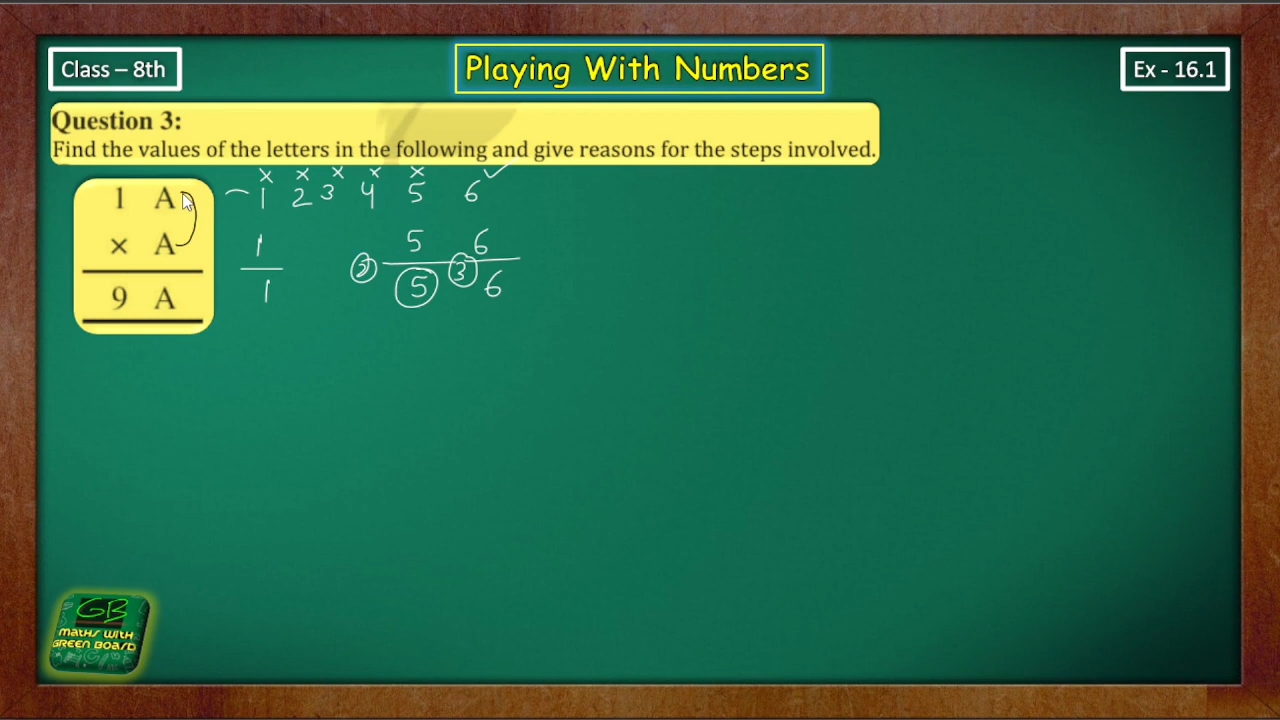 Class – 8th
Playing With Numbers
Ex - 16.1
Question 3:
Find the values of the letters in the following and give reasons for the steps involved.
× × × × × ✓
1 A – 1 2 3 4 5 6
× A 1 5 6
9 A 1 2 5 3 6
GB
MATHS WITH
GREEN BOARD